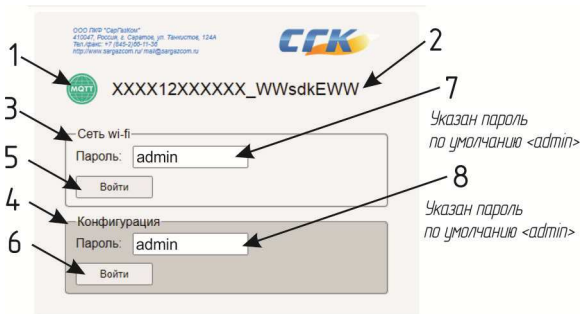 ООО ПКФ "СарГазКом"
410047, Россия, г. Саратов, ул. Танкистов, 124А
Тел./факс: +7 (845-2)66-11-36
http://www.sargazcom.ru/ mail@sargazcom.ru
СГК
1
2
MQTT
XXXX12XXXXXX_WWsdkEWW
7
Указан пароль
по умолчанию <admin>
3
Сеть wi-fi
Пароль: admin
5
Войти
8
Указан пароль
по умолчанию <admin>
4
Конфигурация
Пароль: admin
6
Войти